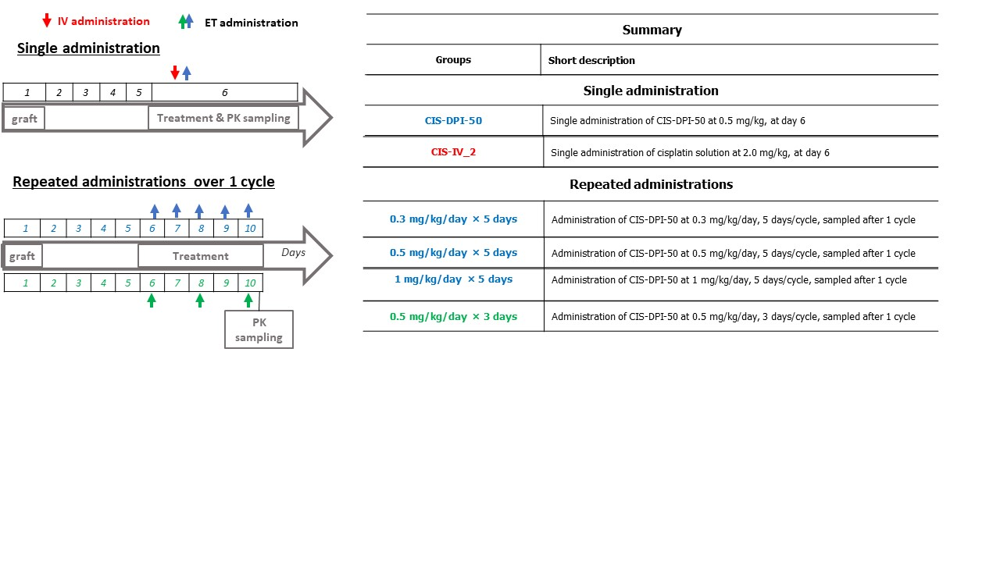 IV administration
ET administration
Single administration
1 2 3 4 5 6
graft
Treatment & PK sampling
Repeated administrations over 1 cycle
1 2 3 4 5 6 7 8 9 10
graft
Treatment
Days
1 2 3 4 5 6 7 8 9 10
PK
sampling
Summary
Groups Short description
Single administration
CIS-DPI-50 Single administration of CIS-DPI-50 at 0.5 mg/kg, at day 6
CIS-IV_2 Single administration of cisplatin solution at 2.0 mg/kg, at day 6
Repeated administrations
0.3 mg/kg/day × 5 days Administration of CIS-DPI-50 at 0.3 mg/kg/day, 5 days/cycle, sampled after 1 cycle
0.5 mg/kg/day × 5 days Administration of CIS-DPI-50 at 0.5 mg/kg/day, 5 days/cycle, sampled after 1 cycle
1 mg/kg/day × 5 days Administration of CIS-DPI-50 at 1 mg/kg/day, 5 days/cycle, sampled after 1 cycle
0.5 mg/kg/day × 3 days Administration of CIS-DPI-50 at 0.5 mg/kg/day, 3 days/cycle, sampled after 1 cycle